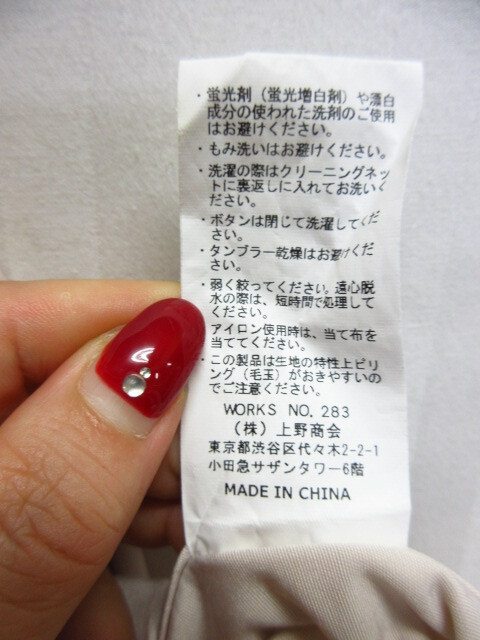 ・蛍光剤(蛍光増白剤)や漂白
成分の使われた洗剤のご使用
はお避けください。
・もみ洗いはお避けください。
・洗濯の際はクリーニングネッ
トに裏返しに入れてお洗いく
ださい。
・ボタンは閉じて洗濯してくだ
さい。
・タンブラー乾燥はお避けくだ
さい。
・弱く絞ってください。遠心脱
水の際は、短時間で処理して
ください。
アイロン使用時は、当て布を
当ててください。
・この製品は生地の特性上ピリ
ング(毛玉)がおきやすいの
でご注意ください。
WORKS NO. 283
(株)上野商会
東京都渋谷区代々木2-2-1
小田急サザンタワー6階
MADE IN CHINA